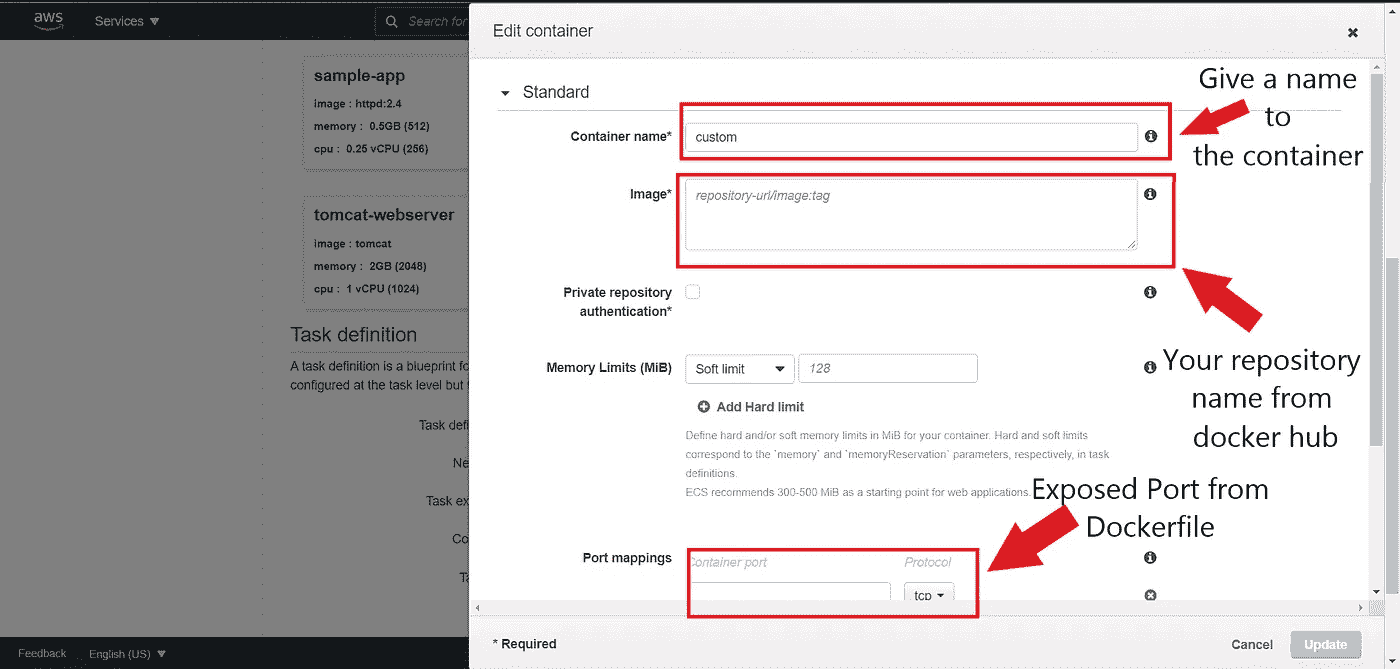 aws
Services
Search for
sample-app
image : httpd:2.4
memory : 0.5GB (512)
cpu : 0.25 vCPU (256)
tomcat-webserver
image : tomcat
memory : 2GB (2048)
cpu : 1 vCPU (1024)
Task definition
A task definition is a blueprint
configured at the task level but
Task
Task
Edit container
Standard
Container name*
custom
Give a name
to
the container
Image*
repository-url/image:tag
Your repository
name from
docker hub
Private repository
authentication*
Memory Limits (MiB)
Soft limit
128
Add Hard limit
Define hard and/or soft memory limits in MiB for your container. Hard and soft limits
correspond to the `memory` and `memoryReservation` parameters, respectively, in task
definitions.
ECS recommends 300-500 MiB as a starting point for web applications.
Exposed Port from
Dockerfile
Port mappings
Container port
Protocol
tcp
* Required
Cancel
Update
Feedback
English (US)